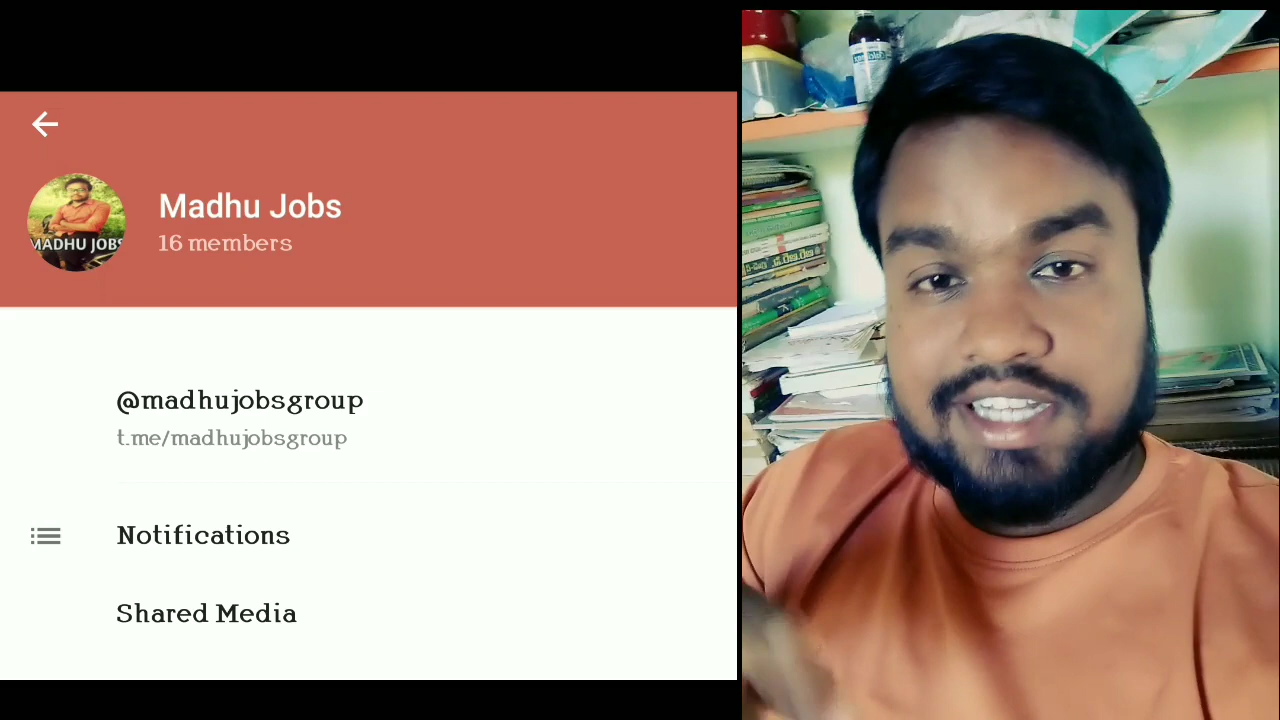 Madhu Jobs
16 members
MADHU JOBS
@madhujobsgroup
t.me/madhujobsgroup
Notifications
Shared Media